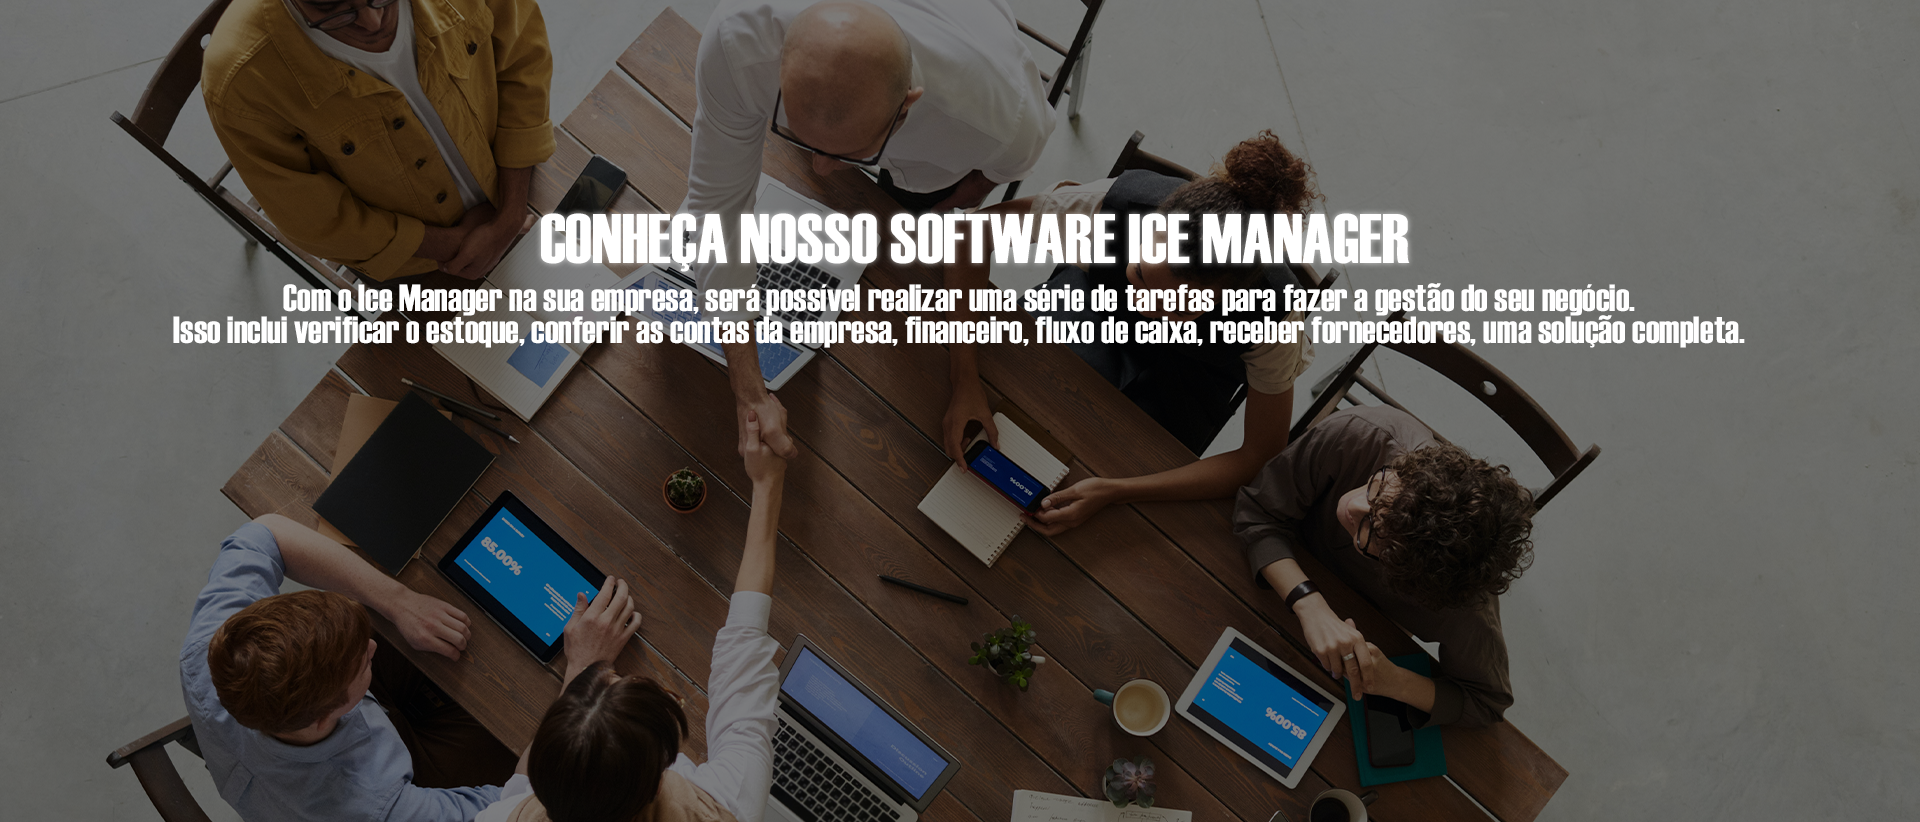 CONHEÇA NOSSO SOFTWARE ICE MANAGER
Com o Ice Manager na sua empresa, será possível realizar uma série de tarefas para fazer a gestão do seu negócio.
Isso inclui verificar o estoque, conferir as contas da empresa, financeiro, fluxo de caixa, receber fornecedores, uma solução completa.
85.00%
85.00%
85.00%